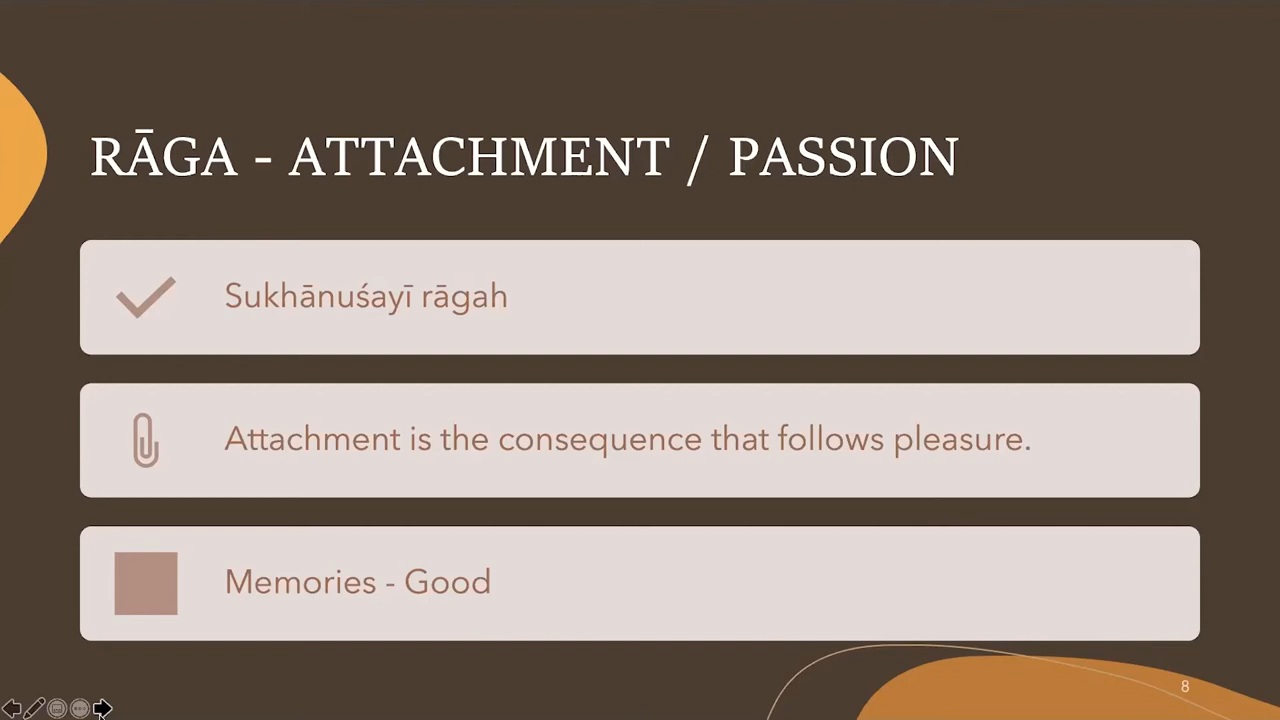 RĀGA - ATTACHMENT / PASSION
Sukhānuśayī rāgah
Attachment is the consequence that follows pleasure.
Memories - Good
8